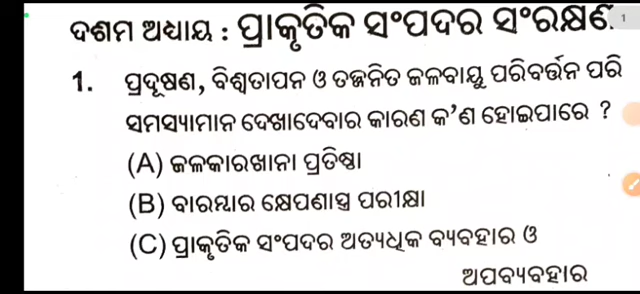 ଦଶମ ଅଧ୍ୟାୟ : ପ୍ରାକୃତିକ ସଂପଦର ସଂରକ୍ଷଣ
1
1. ପ୍ରଦୂଷଣ, ବିଶ୍ୱତାପନ ଓ ତଜ୍ଜନିତ ଜଳବାୟୁ ପରିବର୍ତ୍ତନ ପରି
ସମସ୍ୟାମାନ ଦେଖାଦେବାର କାରଣ କ'ଣ ହୋଇପାରେ ?
(A) କଳକାରଖାନା ପ୍ରତିଷ୍ଠା
(B) ବାରମ୍ବାର କ୍ଷେପଣାସ୍ତ୍ର ପରୀକ୍ଷା
(C) ପ୍ରାକୃତିକ ସଂପଦର ଅତ୍ୟଧିକ ବ୍ୟବହାର ଓ
ଅପବ୍ୟବହାର